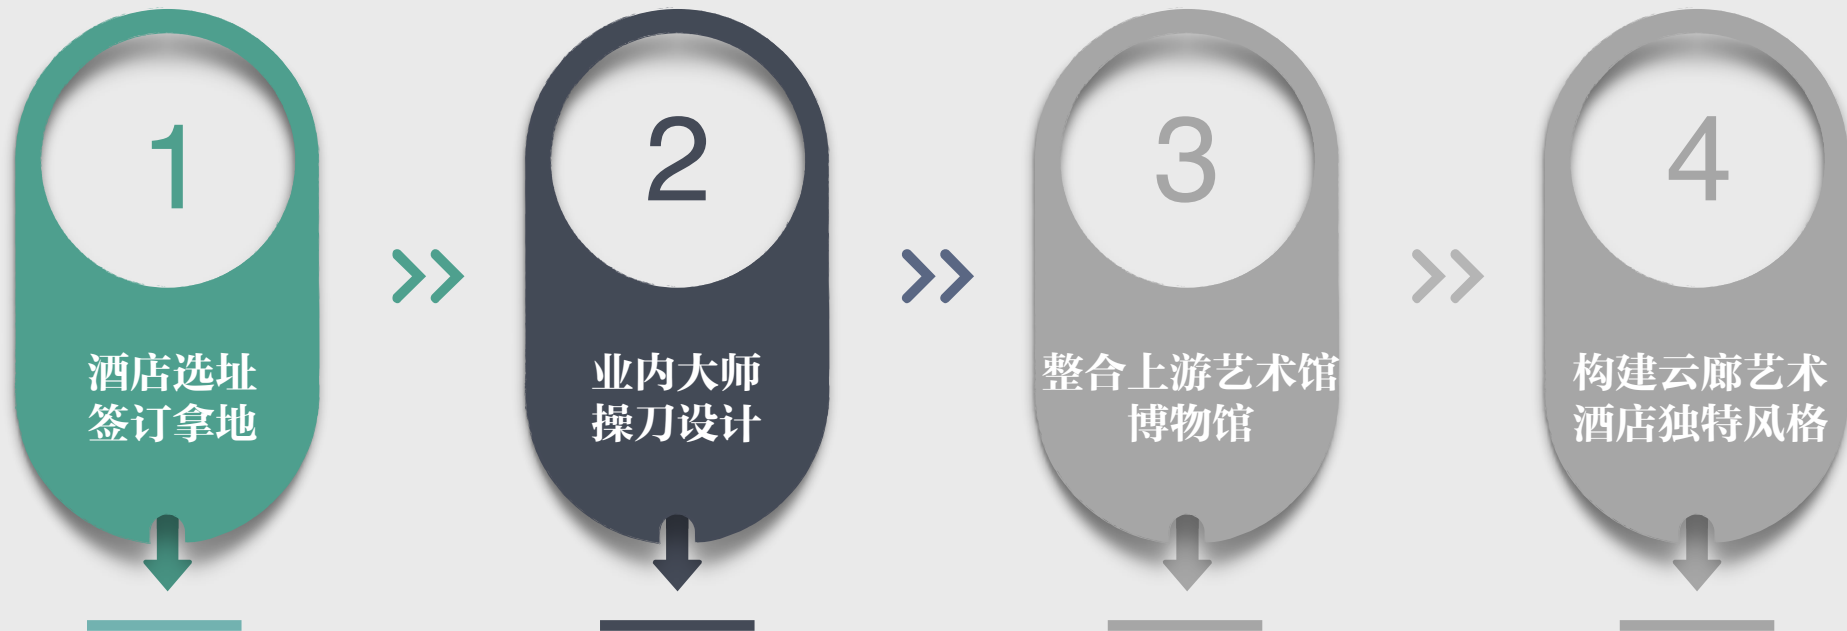 1
酒店选址
签订拿地
2
业内大师
操刀设计
3
整合上游艺术馆
博物馆
4
构建云廊艺术
酒店独特风格